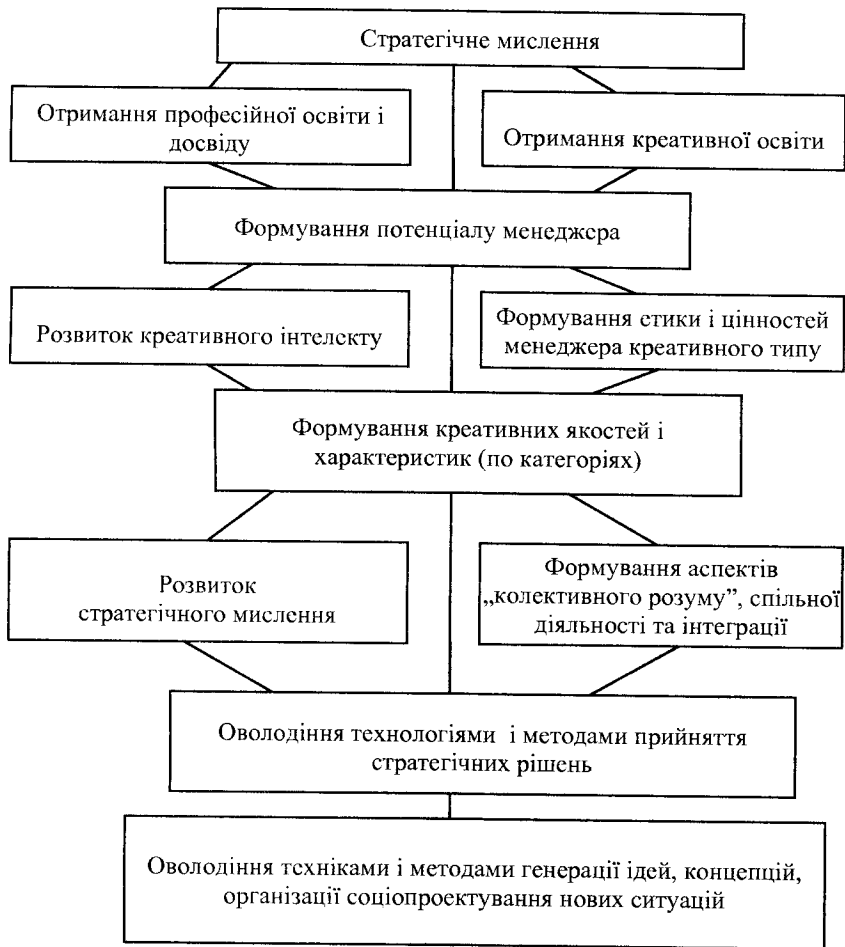 Стратегічне мислення
Отримання професійної освіти і
досвіду
Отримання креативної освіти
Формування потенціалу менеджера
Розвиток креативного інтелекту
Формування етики і цінностей
менеджера креативного типу
Формування креативних якостей і
характеристик (по категоріях)
Розвиток
стратегічного мислення
Формування аспектів
„колективного розуму”, спільної
діяльності та інтеграції
Оволодіння технологіями і методами прийняття
стратегічних рішень
Оволодіння техніками і методами генерації ідей, концепцій,
організації соціопроектування нових ситуацій